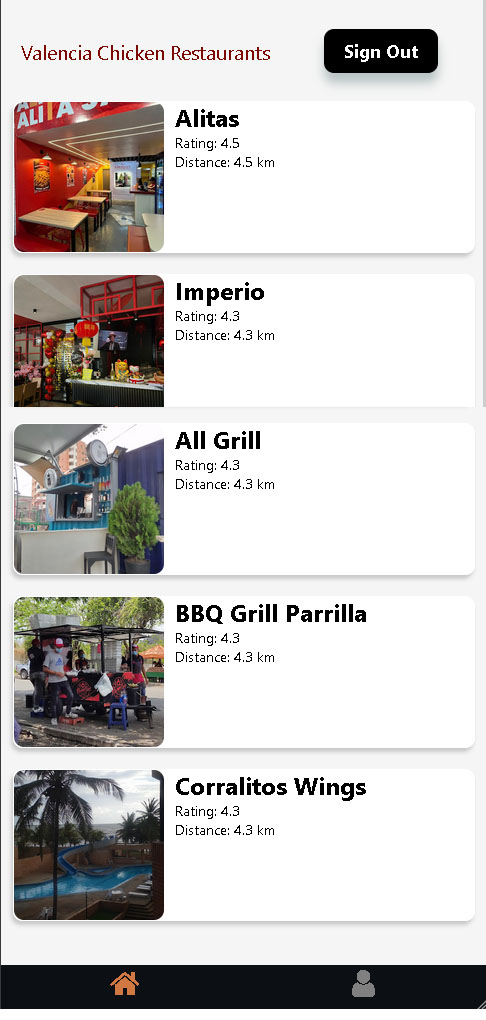 Valencia Chicken Restaurants
Sign Out
ALITA
Alitas
Rating: 4.5
Distance: 4.5 km
Imperio
Rating: 4.3
Distance: 4.3 km
All Grill
Rating: 4.3
Distance: 4.3 km
BBQ Grill Parrilla
Rating: 4.3
Distance: 4.3 km
Corralitos Wings
Rating: 4.3
Distance: 4.3 km